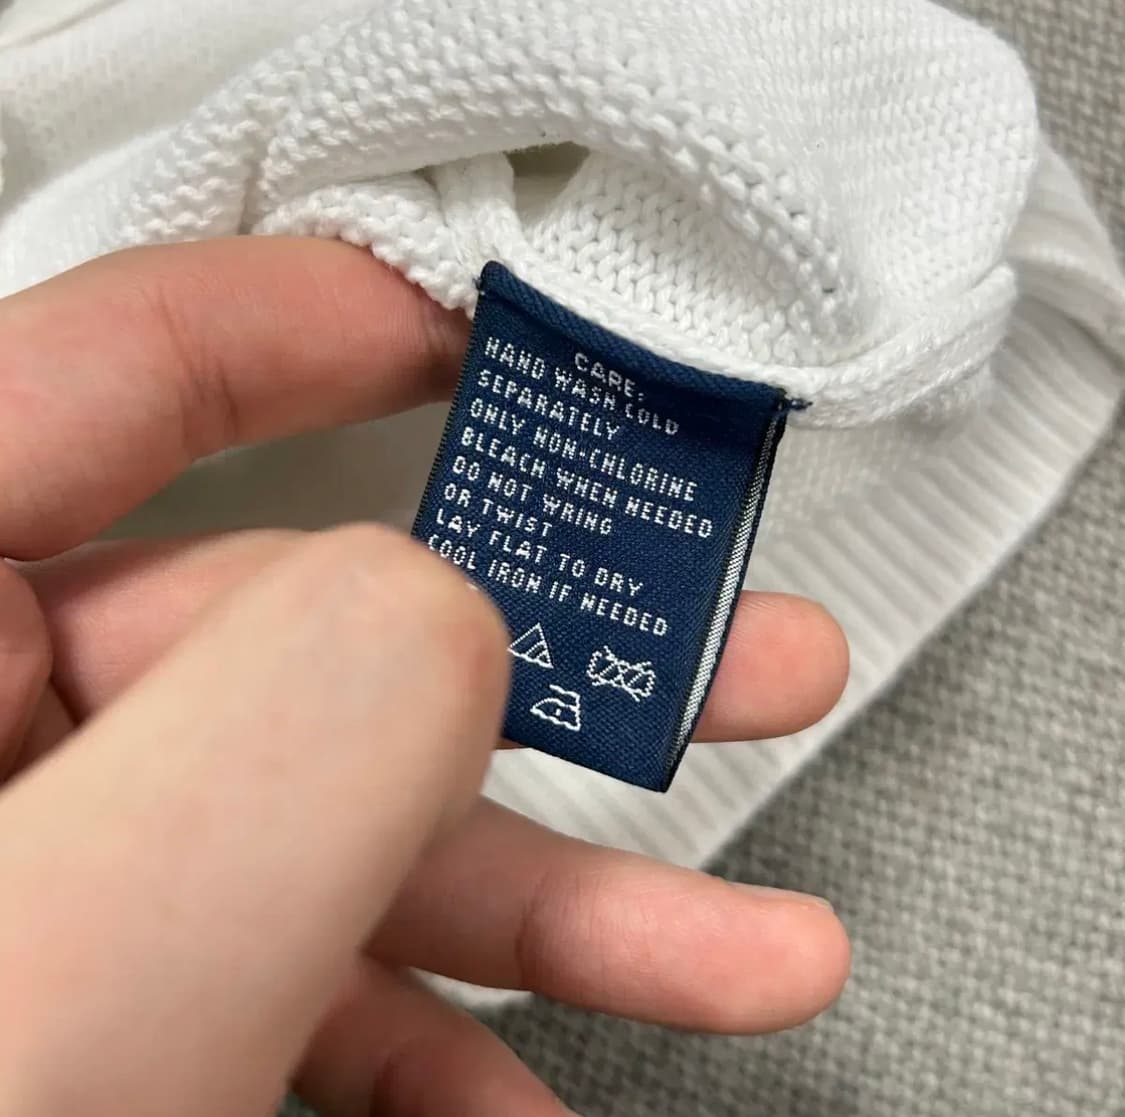 CARE:
HAND WASH COLD
SEPARATELY
ONLY NON-CHLORINE
BLEACH WHEN NEEDED
DO NOT WRING
OR TWIST
LAY FLAT TO DRY
COOL IRON IF NEEDED